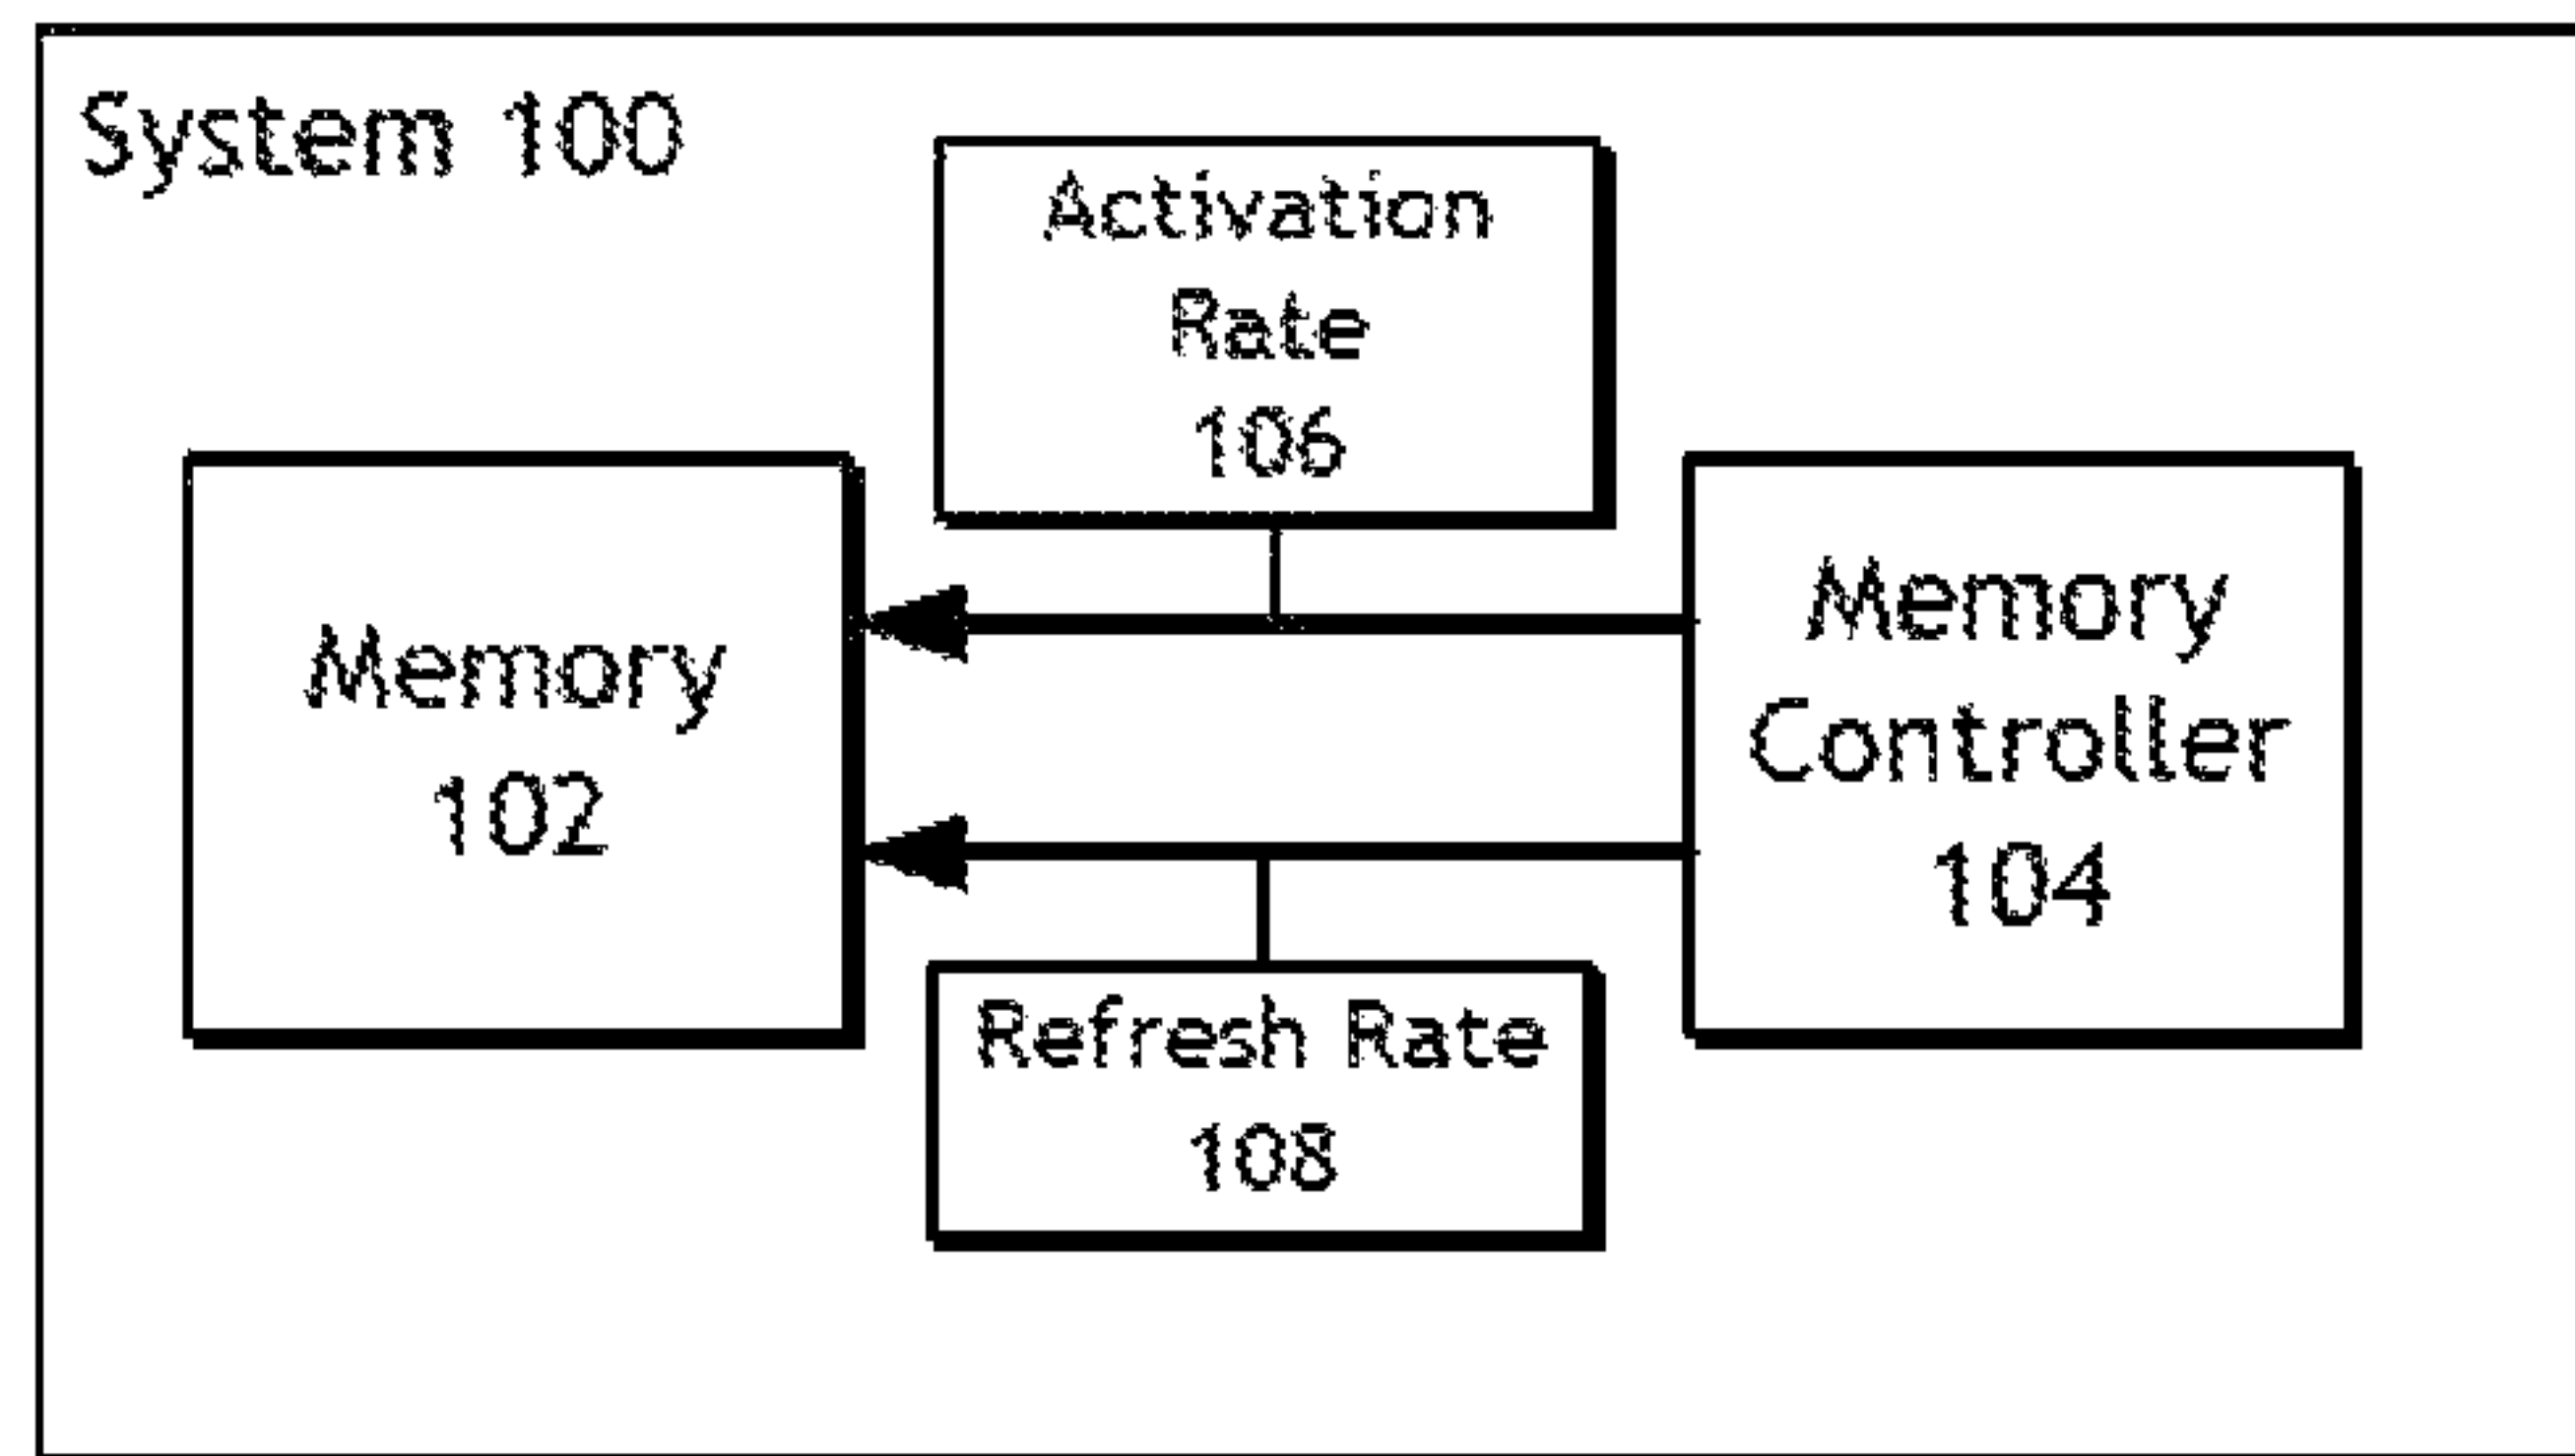 System 100
Activation
Rate
106
Memory
102
Memory
Controller
104
Refresh Rate
108